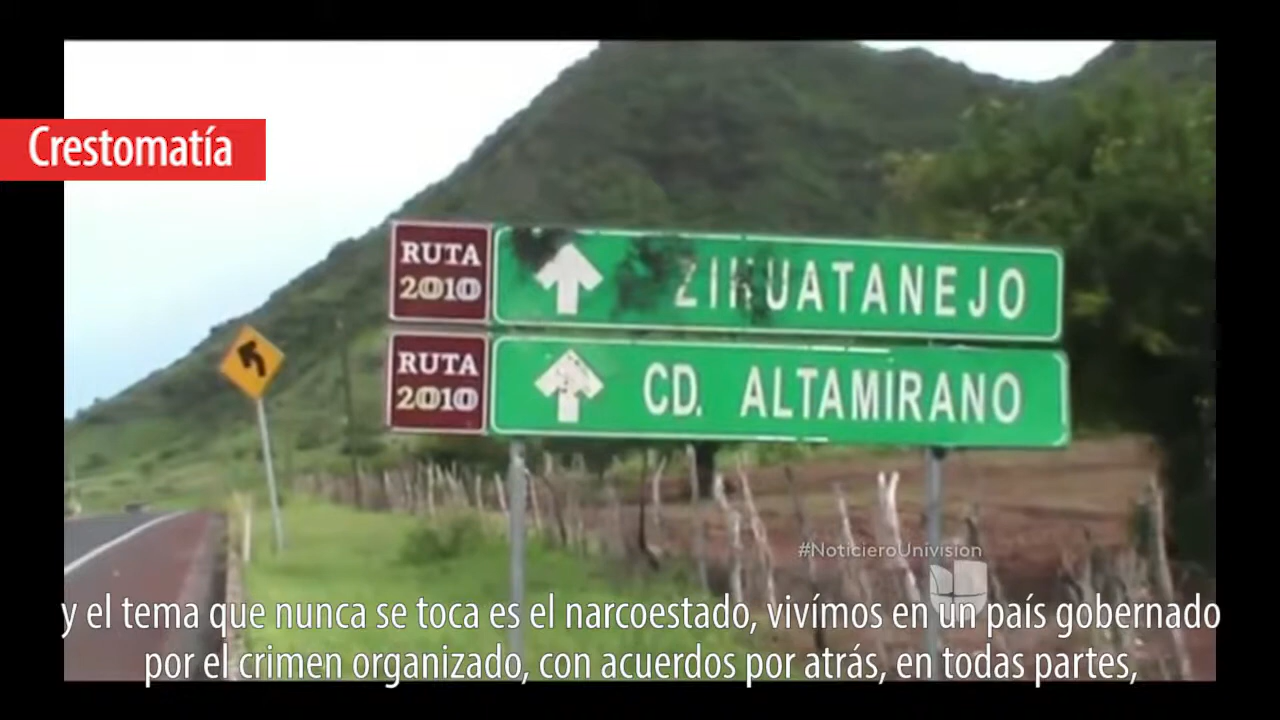 Crestomatía
RUTA
2010
ZIHUATANEJO
RUTA
2010
CD. ALTAMIRANO
#NoticieroUnivision
y el tema que nunca se toca es el narcoestado, vivímos en un país gobernado
por el crimen organizado, con acuerdos por atrás, en todas partes,